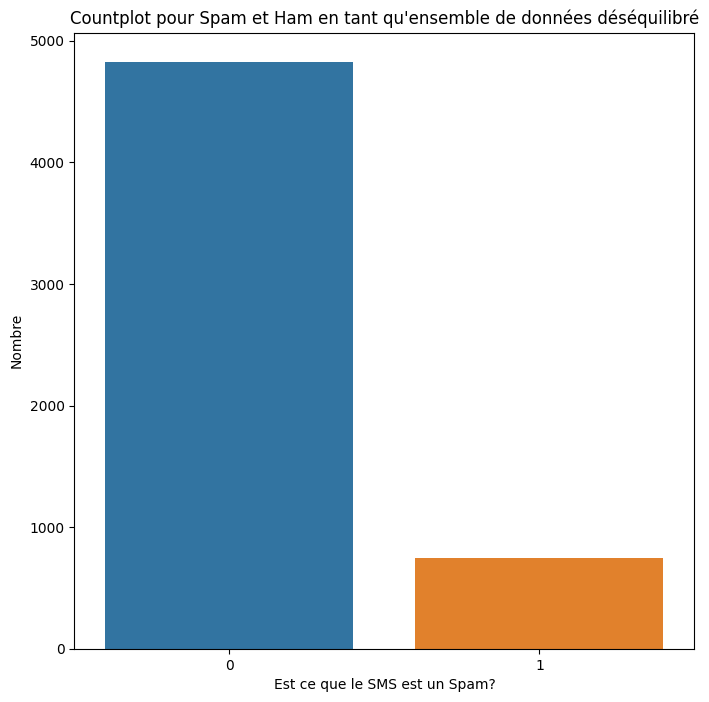 Countplot pour Spam et Ham en tant qu'ensemble de données déséquilibré
5000
4000
3000
2000
1000
0
Nombre
0 1
Est ce que le SMS est un Spam?